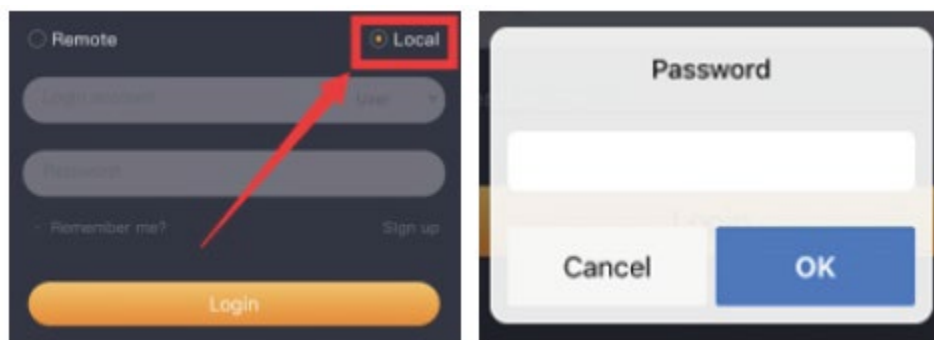 Remote
Local
Login account
User
Password
Remember me?
Sign up
Login
Password
Cancel
OK